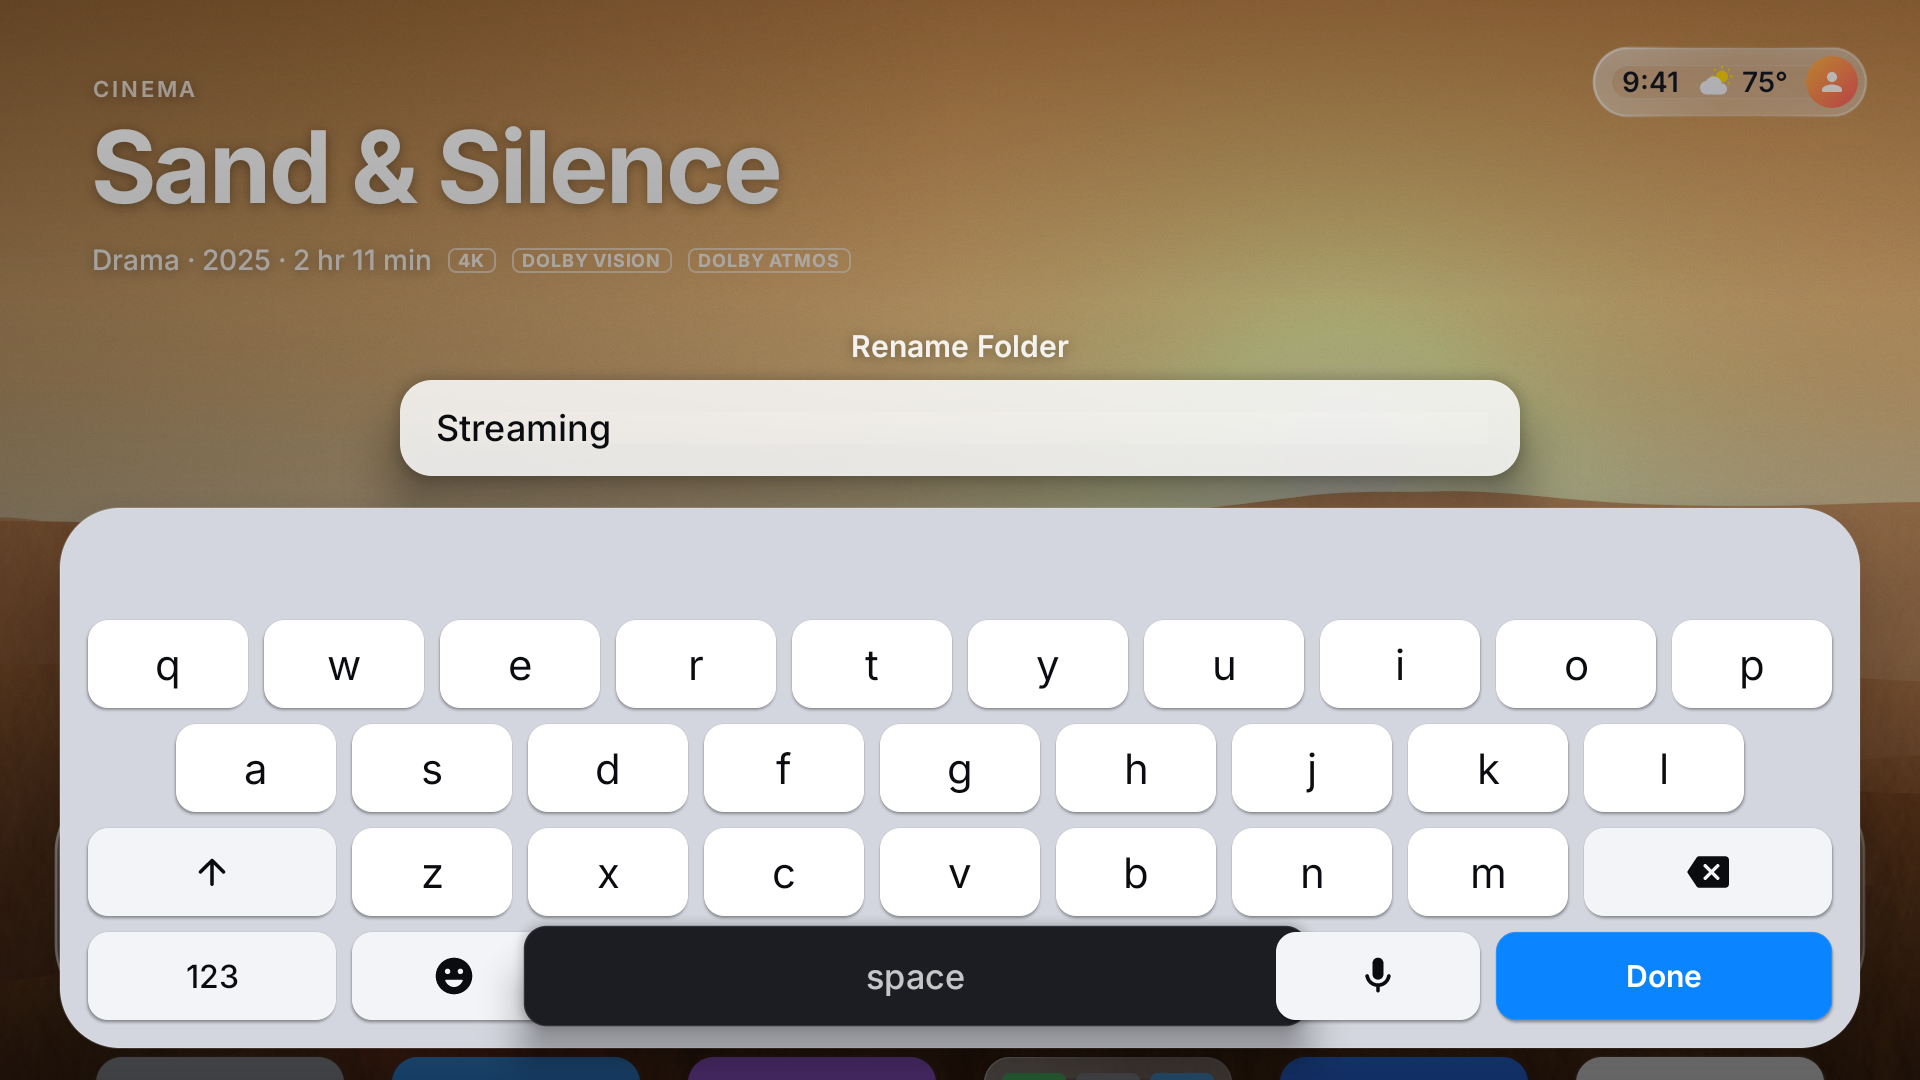 CINEMA
9:41 75°
Sand & Silence
Drama · 2025 · 2 hr 11 min 4K DOLBY VISION DOLBY ATMOS
Rename Folder
Streaming
q w e r t y u i o p
a s d f g h j k l
z x c v b n m
123 space Done